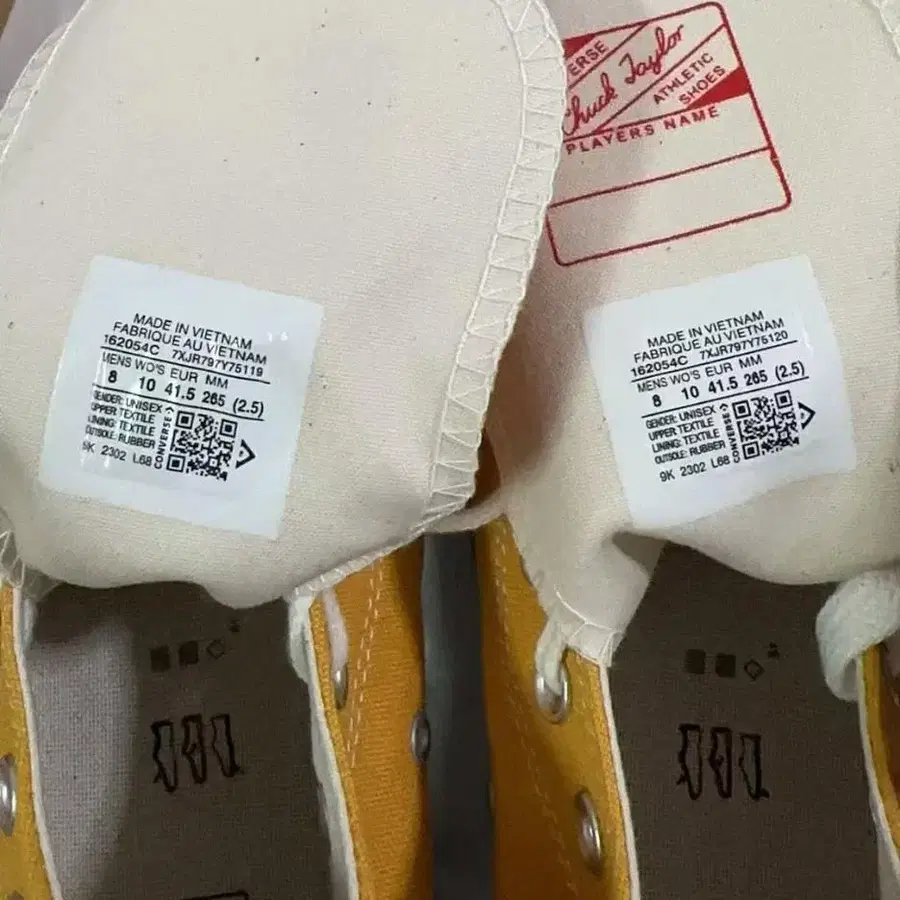 MADE IN VIETNAM
FABRIQUE AU VIETNAM
162054C 7XJR797Y75119
MENS WO'S EUR MM
8 10 41.5 265 (2.5)
GENDER: UNISEX
UPPER: TEXTILE
LINING: TEXTILE
OUTSOLE: RUBBER
CONVERSE
9K 2302 L68
ERSE
Chuck Taylor
ATHLETIC
SHOES
PLAYERS NAME
MADE IN VIETNAM
FABRIQUE AU VIETNAM
162054C 7XJR797Y75120
MENS WO'S EUR MM
8 10 41.5 265 (2.5)
GENDER: UNISEX
UPPER: TEXTILE
LINING: TEXTILE
OUTSOLE: RUBBER
CONVERSE
9K 2302 L68